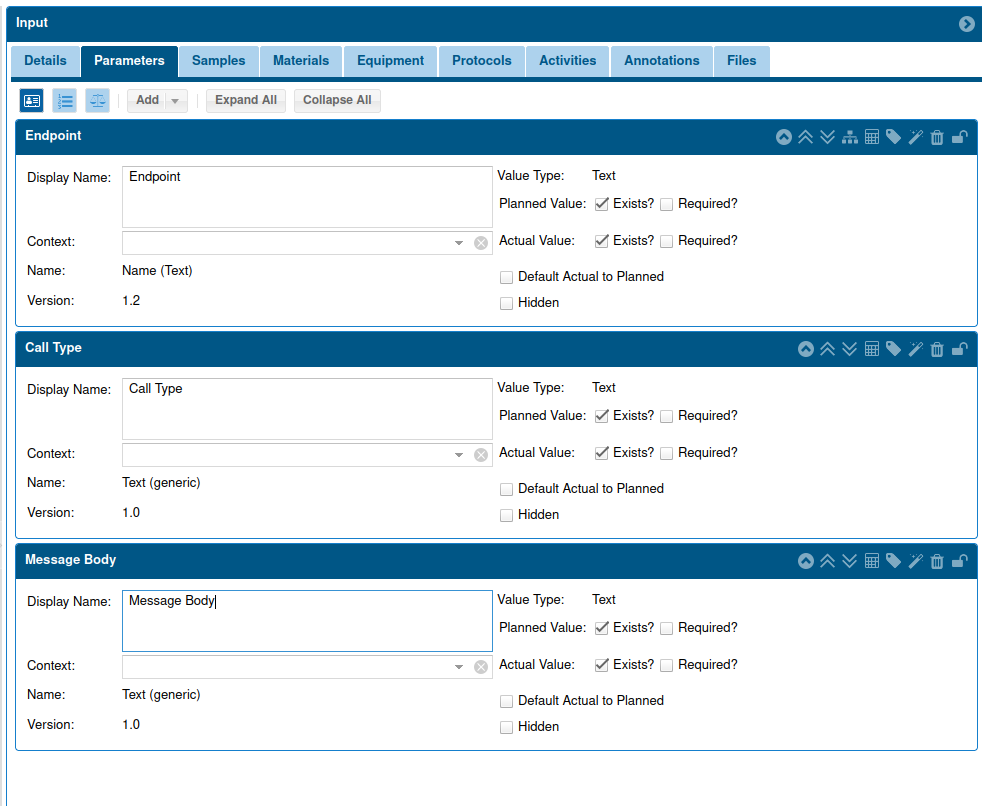 Input
Details Parameters Samples Materials Equipment Protocols Activities Annotations Files
Add Expand All Collapse All
Endpoint
Display Name: Endpoint Value Type: Text
Planned Value: Exists? Required?
Context: Actual Value: Exists? Required?
Name: Name (Text) Default Actual to Planned
Version: 1.2 Hidden
Call Type
Display Name: Call Type Value Type: Text
Planned Value: Exists? Required?
Context: Actual Value: Exists? Required?
Name: Text (generic) Default Actual to Planned
Version: 1.0 Hidden
Message Body
Display Name: Message Body Value Type: Text
Planned Value: Exists? Required?
Context: Actual Value: Exists? Required?
Name: Text (generic) Default Actual to Planned
Version: 1.0 Hidden